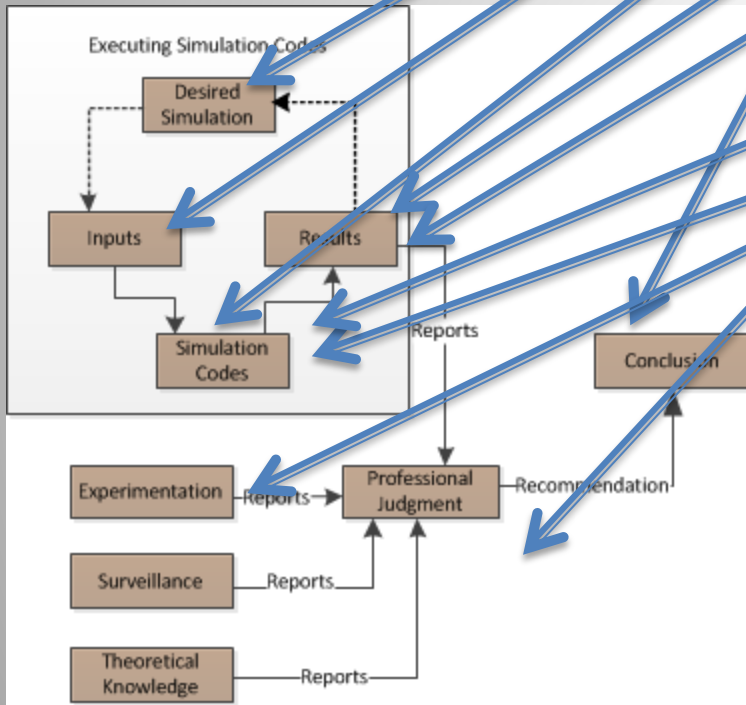 Executing Simulation Codes
Desired
Simulation
Inputs
Results
Simulation
Codes
Reports
Conclusion
Experimentation
Reports
Professional
Judgment
Recommendation
Surveillance
Reports
Theoretical
Knowledge
Reports